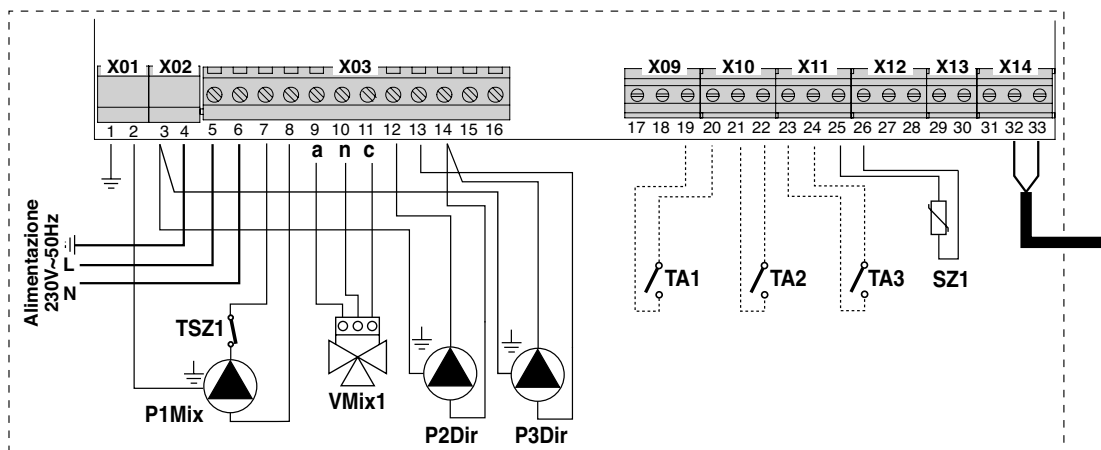 X01 X02 X03 X09 X10 X11 X12 X13 X14
1 2 3 4 5 6 7 8 9 10 11 12 13 14 15 16 17 18 19 20 21 22 23 24 25 26 27 28 29 30 31 32 33
a n c
Alimentazione
230V~50Hz
L
N
TSZ1
TA1 TA2 TA3 SZ1
P1Mix
VMix1
P2Dir P3Dir